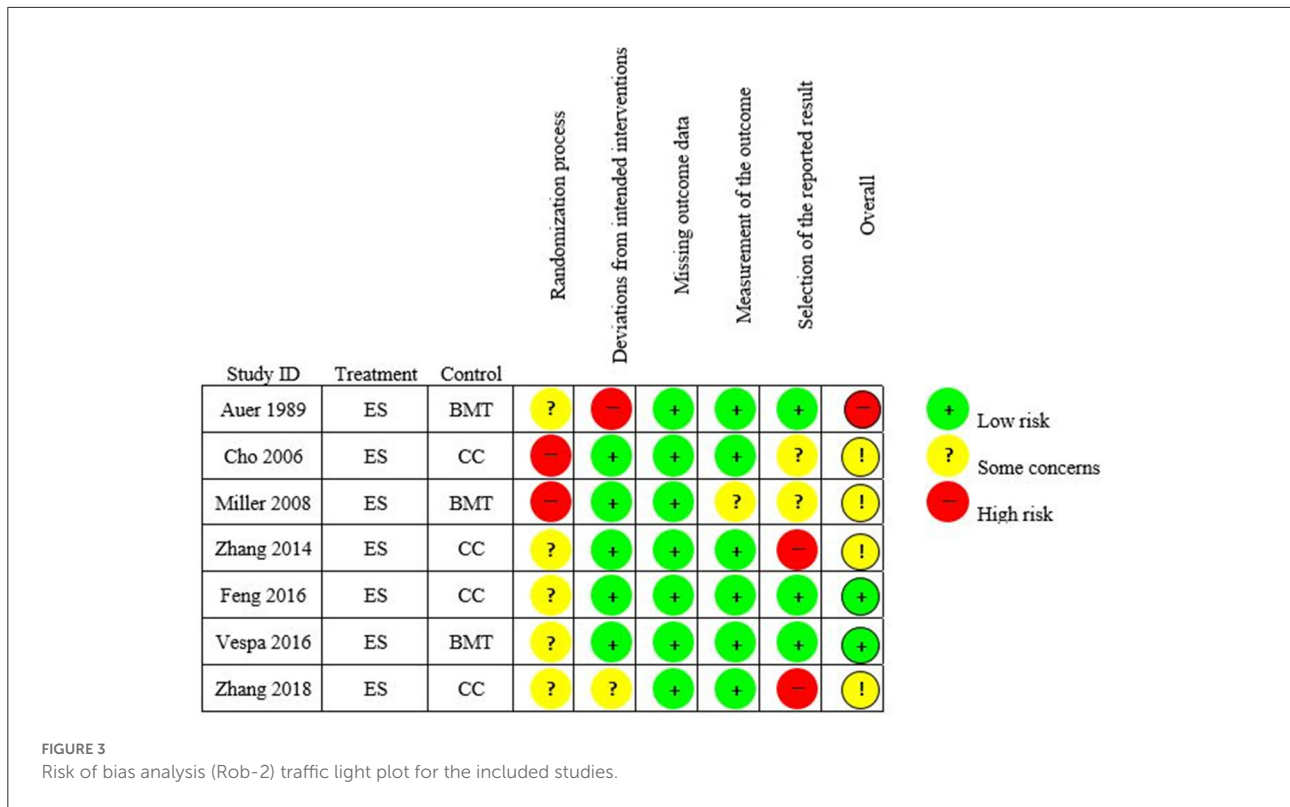 Randomization process
Deviations from intended interventions
Missing outcome data
Measurement of the outcome
Selection of the reported result
Overall
Study ID Treatment Control
Auer 1989 ES BMT ? − + + + −
Cho 2006 ES CC − + + + ? !
Miller 2008 ES BMT − + + ? ? !
Zhang 2014 ES CC ? + + + − !
Feng 2016 ES CC ? + + + + +
Vespa 2016 ES BMT ? + + + + +
Zhang 2018 ES CC ? ? + + − !
+ Low risk
? Some concerns
− High risk
FIGURE 3
Risk of bias analysis (Rob-2) traffic light plot for the included studies.